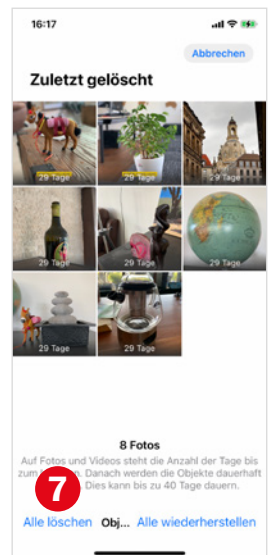 16:17
Abbrechen
Zuletzt gelöscht
29 Tage
29 Tage
29 Tage
29 Tage
29 Tage
29 Tage
29 Tage
29 Tage
8 Fotos
Auf Fotos und Videos steht die Anzahl der Tage bis
zum Danach werden die Objekte dauerhaft
Dies kann bis zu 40 Tage dauern.
7
Alle löschen Obj... Alle wiederherstellen